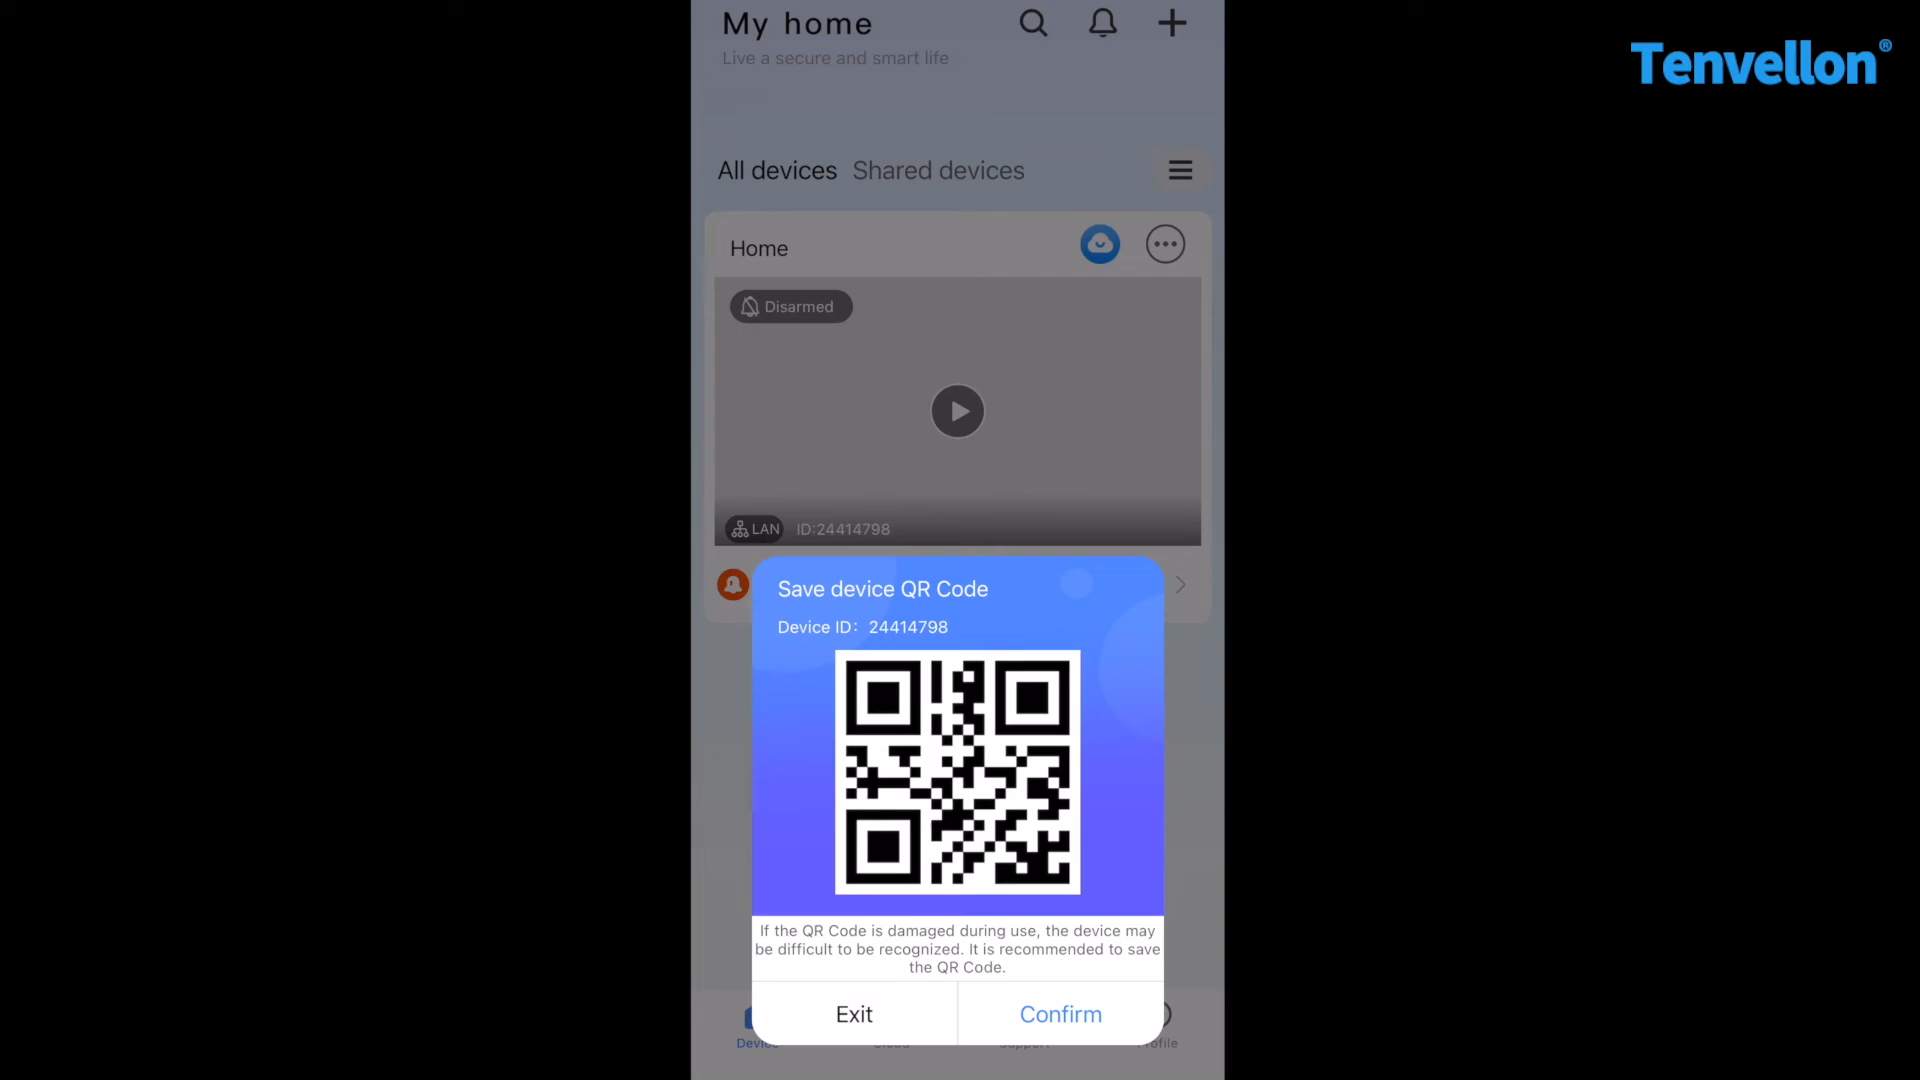 My home
Live a secure and smart life
Tenvellon®
All devices Shared devices
Home
Disarmed
LAN ID:24414798
Save device QR Code
Device ID: 24414798
If the QR Code is damaged during use, the device may
be difficult to be recognized. It is recommended to save
the QR Code.
Exit Confirm